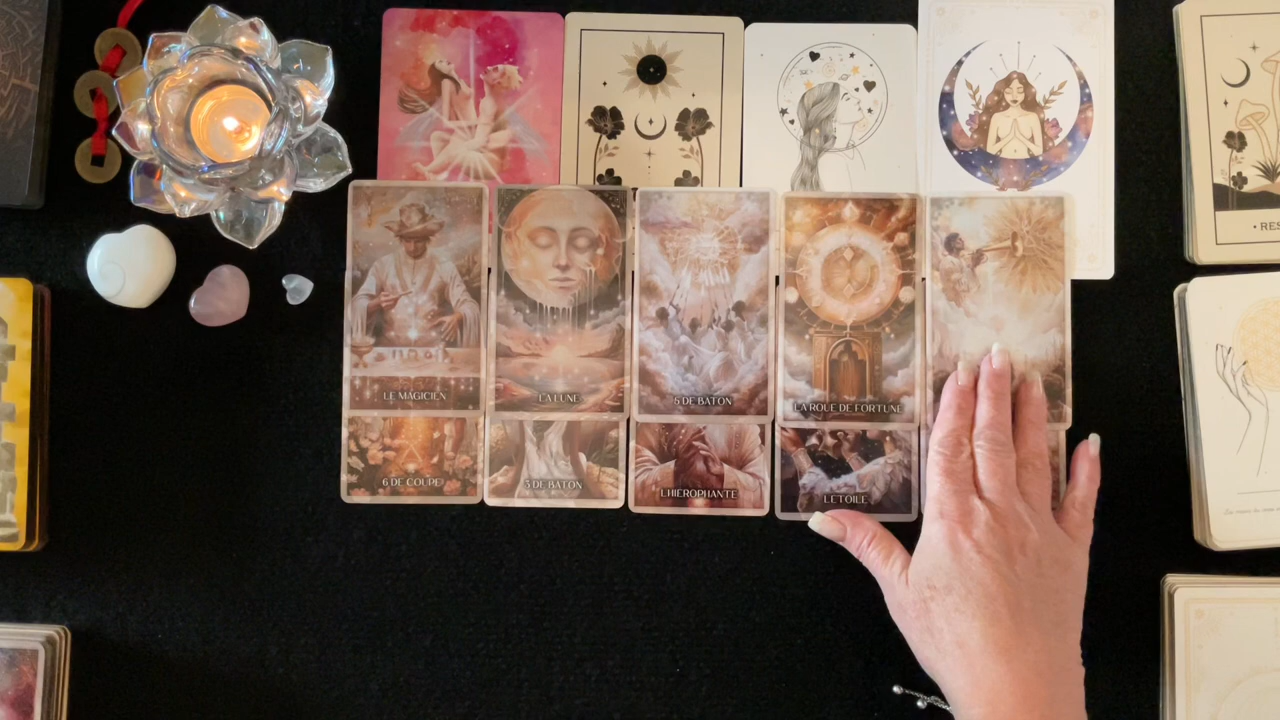 LE MAGICIEN
LA LUNE
5 DE BATON
LA ROUE DE FORTUNE
6 DE COUPE
3 DE BATON
L'HIEROPHANTE
L'ETOILE
• RES